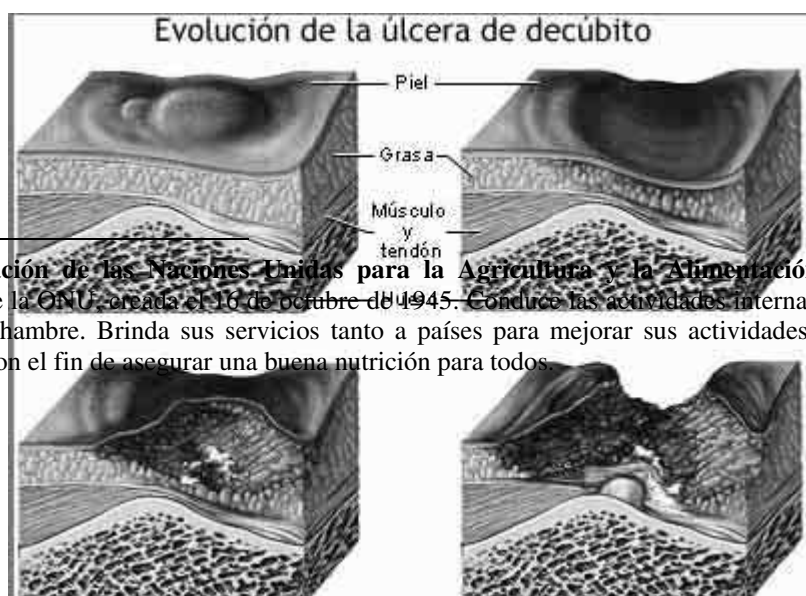 Evolución de la úlcera de decúbito
Piel
Grasa
Músculo
y
tendón
ción de las Naciones Unidas para la Agricultura y la Alimentació
e la ONU, creada el 16 de octubre de 1945. Conduce las actividades interna
hambre. Brinda sus servicios tanto a países para mejorar sus actividades
on el fin de asegurar una buena nutrición para todos.